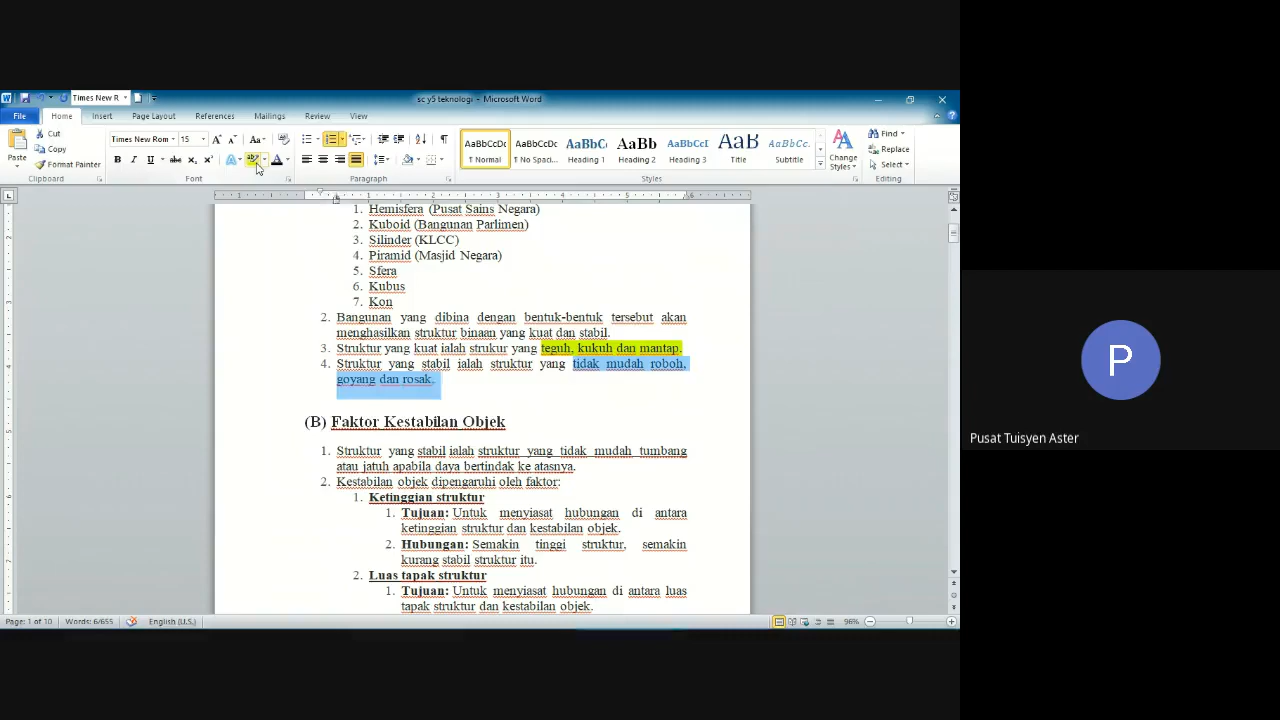 Times New R
sc y5 teknologi - Microsoft Word
File Home Insert Page Layout References Mailings Review View
Paste
Cut
Copy
Format Painter
Clipboard
Times New Rom 15
B I U abc x₂ x² A ab A
Font
Paragraph
AaBbCcDc AaBbCcDc AaBbC AaBb AaBbCcI AaB AaBbCc.
¶ Normal ¶ No Spac... Heading 1 Heading 2 Heading 3 Title Subtitle
Styles
Change
Styles
Find
Replace
Select
Editing
1. Hemisfera (Pusat Sains Negara)
2. Kuboid (Bangunan Parlimen)
3. Silinder (KLCC)
4. Piramid (Masjid Negara)
5. Sfera
6. Kubus
7. Kon
2. Bangunan yang dibina dengan bentuk-bentuk tersebut akan
menghasilkan struktur binaan yang kuat dan stabil.
3. Struktur yang kuat ialah strukur yang teguh, kukuh dan mantap.
4. Struktur yang stabil ialah struktur yang tidak mudah roboh,
goyang dan rosak.
(B) Faktor Kestabilan Objek
1. Struktur yang stabil ialah struktur yang tidak mudah tumbang
atau jatuh apabila daya bertindak ke atasnya.
2. Kestabilan objek dipengaruhi oleh faktor:
1. Ketinggian struktur
1. Tujuan: Untuk menyiasat hubungan di antara
ketinggian struktur dan kestabilan objek.
2. Hubungan: Semakin tinggi struktur, semakin
kurang stabil struktur itu.
2. Luas tapak struktur
1. Tujuan: Untuk menyiasat hubungan di antara luas
tapak struktur dan kestabilan objek.
Page: 1 of 10 Words: 6/655 English (U.S.) 96%
P
Pusat Tuisyen Aster